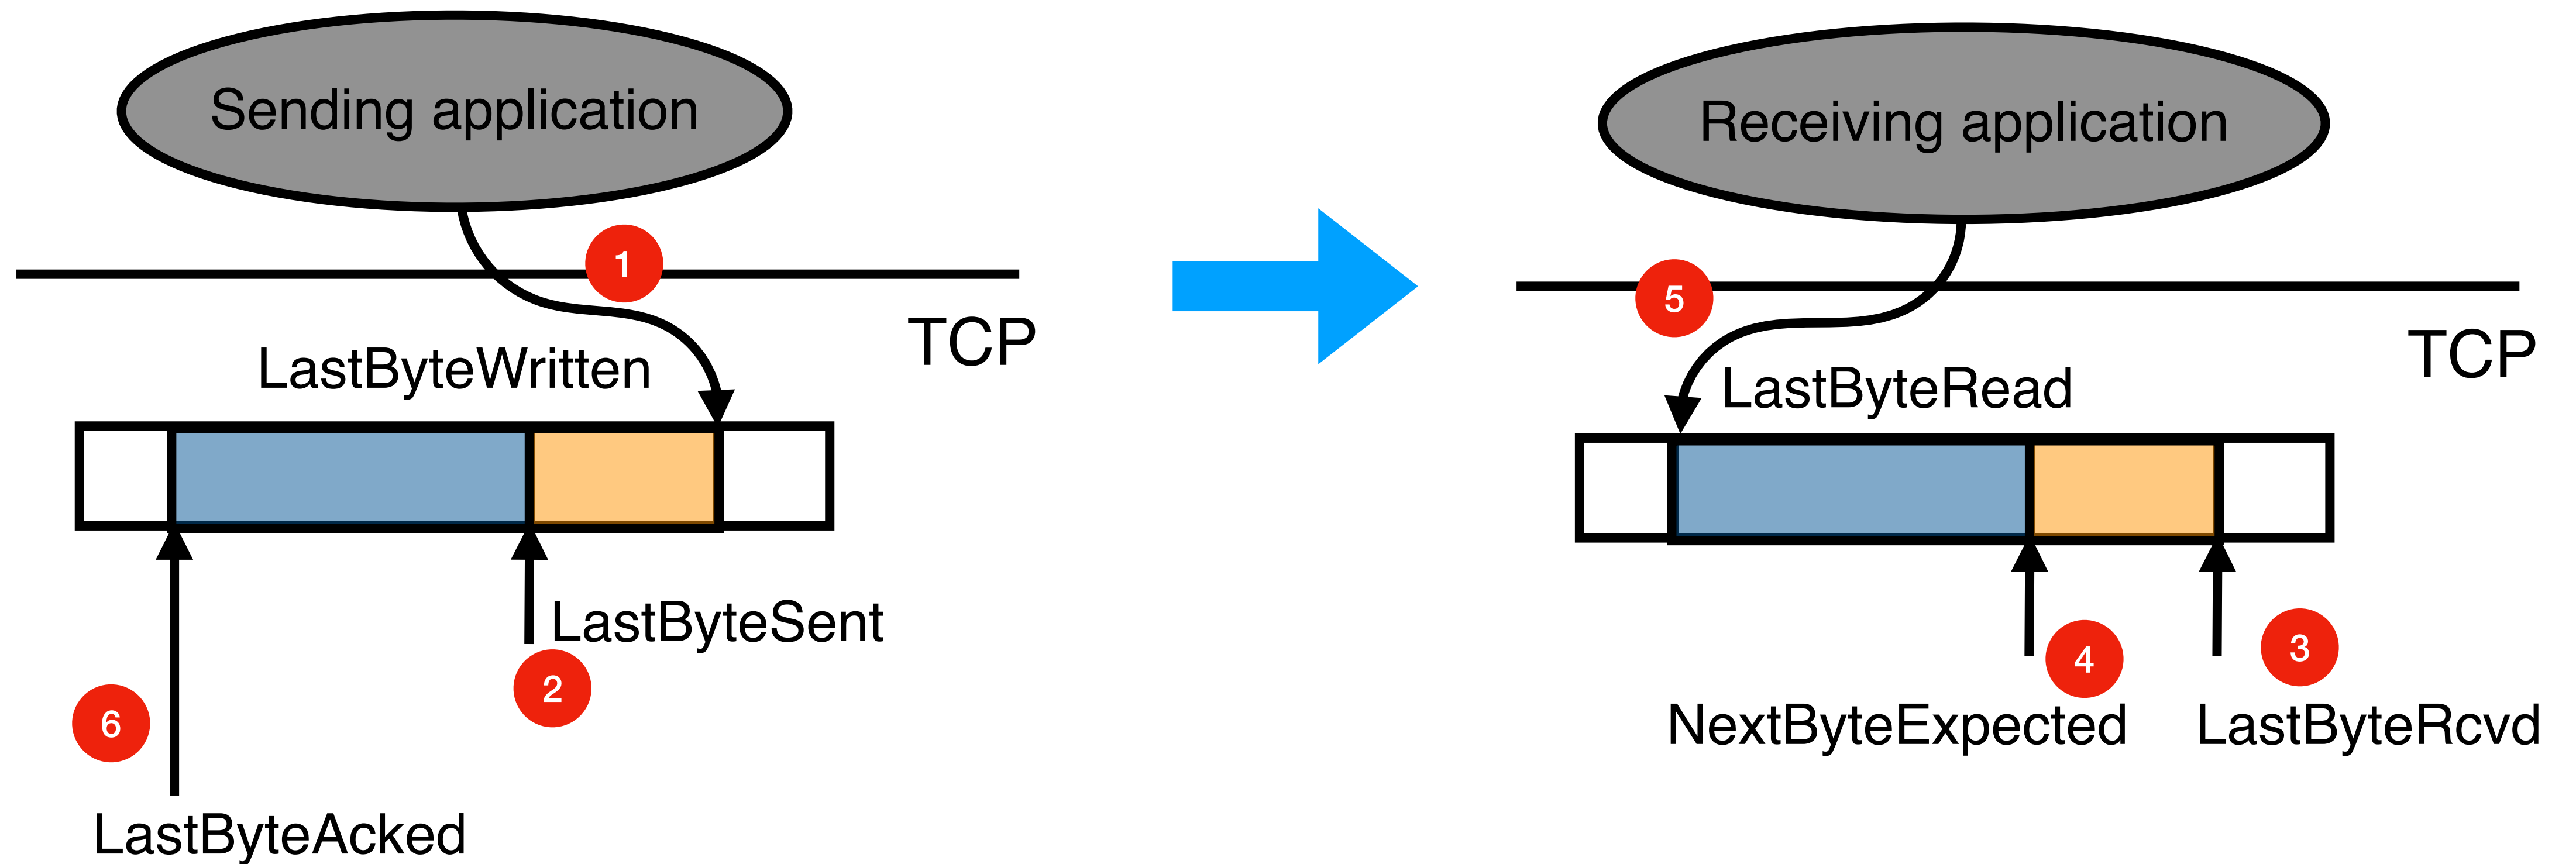 Sending application
1
TCP
LastByteWritten
LastByteSent
2
6
LastByteAcked
Receiving application
5
TCP
LastByteRead
4
3
NextByteExpected
LastByteRcvd